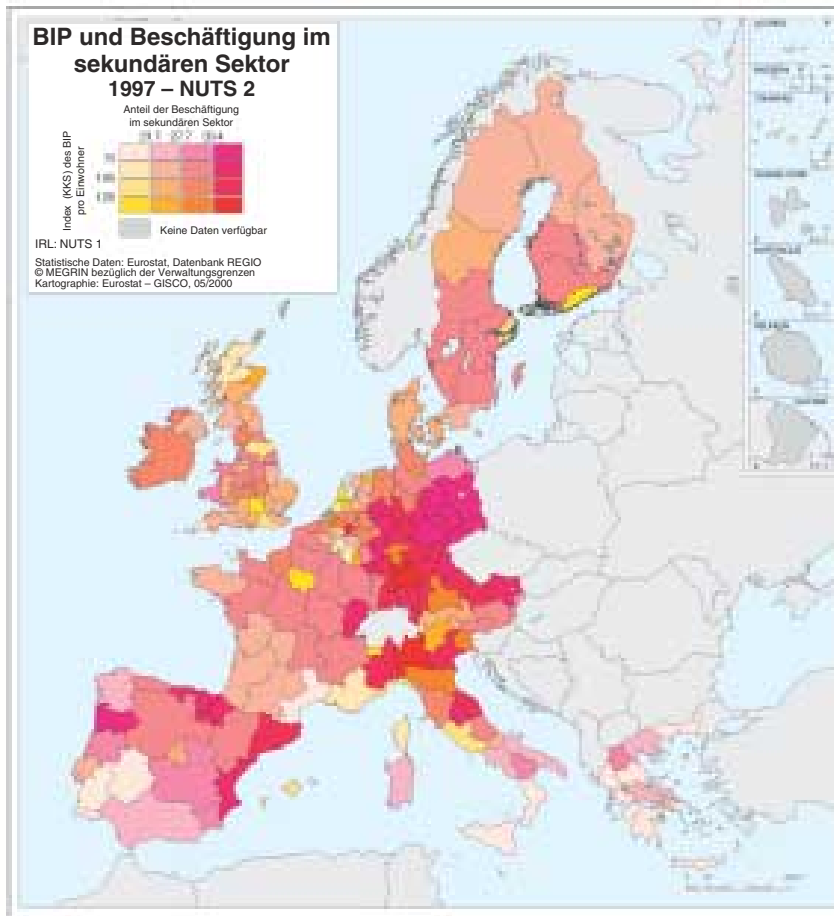 BIP und Beschäftigung im
sekundären Sektor
1997 – NUTS 2
Anteil der Beschäftigung
im sekundären Sektor
Index (KKS) des BIP
pro Einwohner
Keine Daten verfügbar
IRL: NUTS 1
Statistische Daten: Eurostat, Datenbank REGIO
© MEGRIN bezüglich der Verwaltungsgrenzen
Kartographie: Eurostat – GISCO, 05/2000